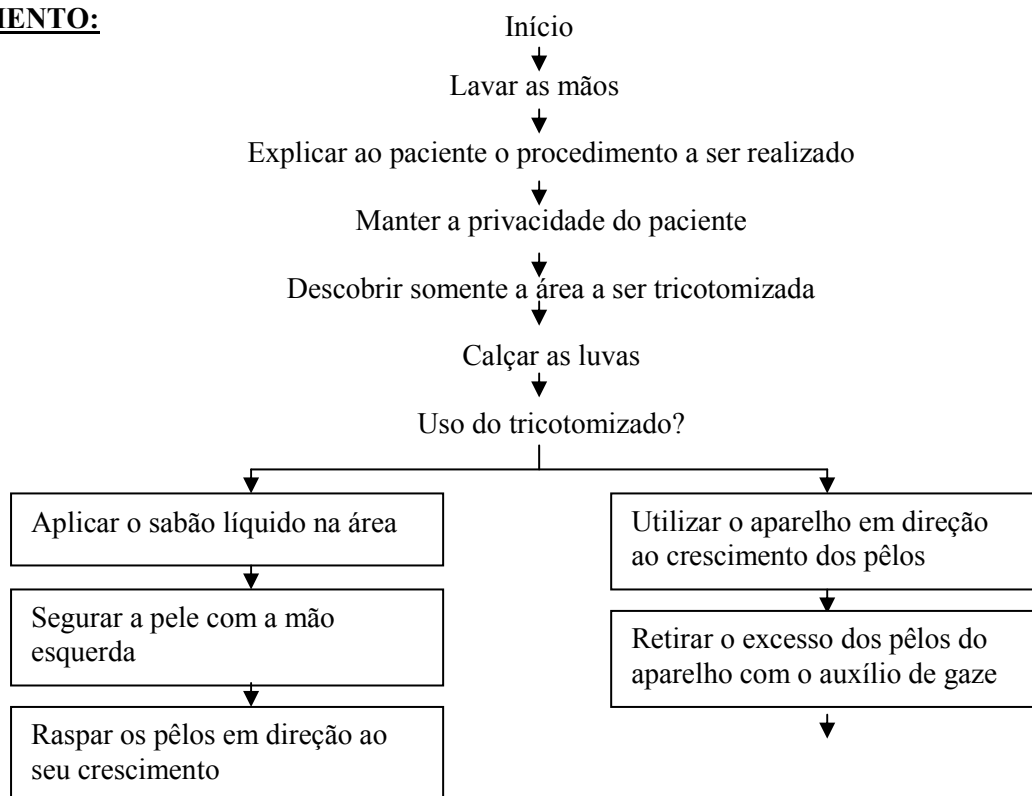 MENTO:
Início
Lavar as mãos
Explicar ao paciente o procedimento a ser realizado
Manter a privacidade do paciente
Descobrir somente a área a ser tricotomizada
Calçar as luvas
Uso do tricotomizado?
Aplicar o sabão líquido na área
Segurar a pele com a mão
esquerda
Raspar os pêlos em direção ao
seu crescimento
Utilizar o aparelho em direção
ao crescimento dos pêlos
Retirar o excesso dos pêlos do
aparelho com o auxílio de gaze